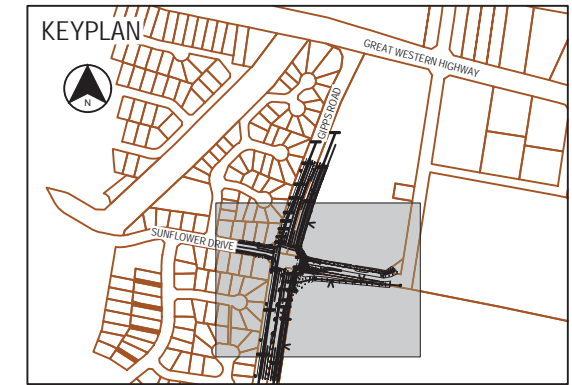 KEYPLAN
GREAT WESTERN HIGHWAY
GIPPS ROAD
N
SUNFLOWER DRIVE